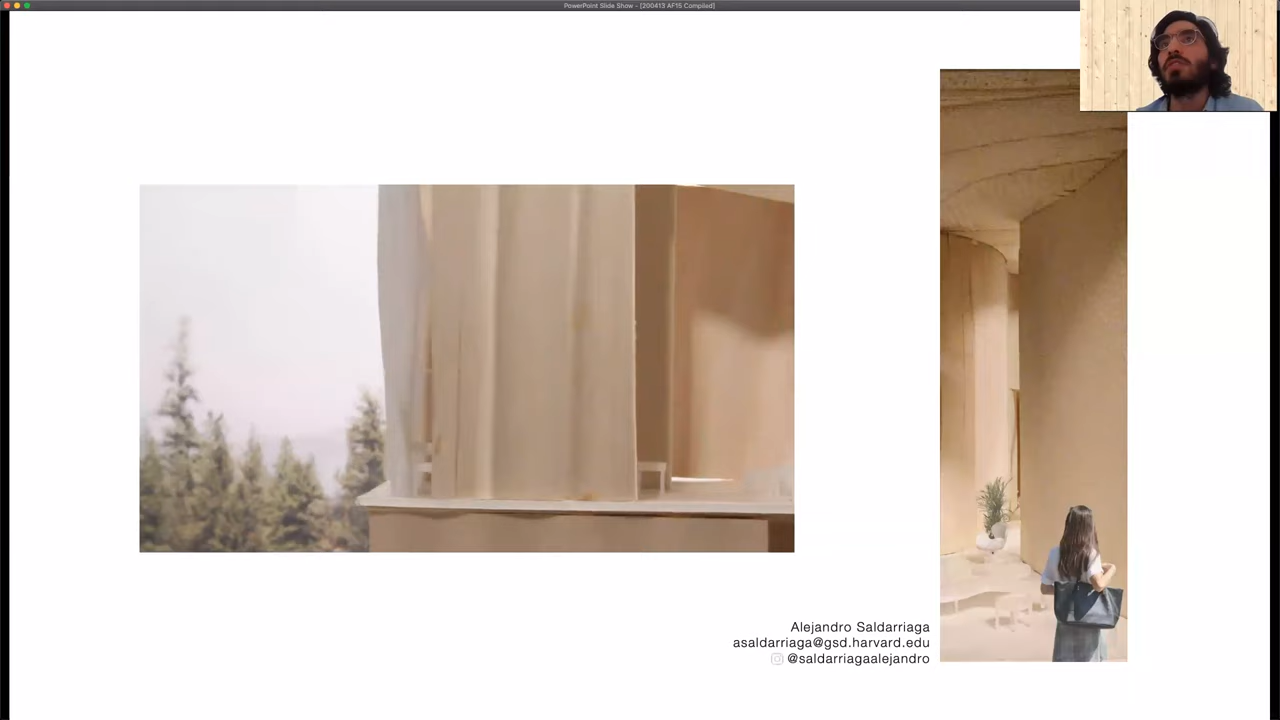 PowerPoint Slide Show - [200413 AF15 Compiled]
Alejandro Saldarriaga
asaldarriaga@gsd.harvard.edu
@saldarriagaalejandro